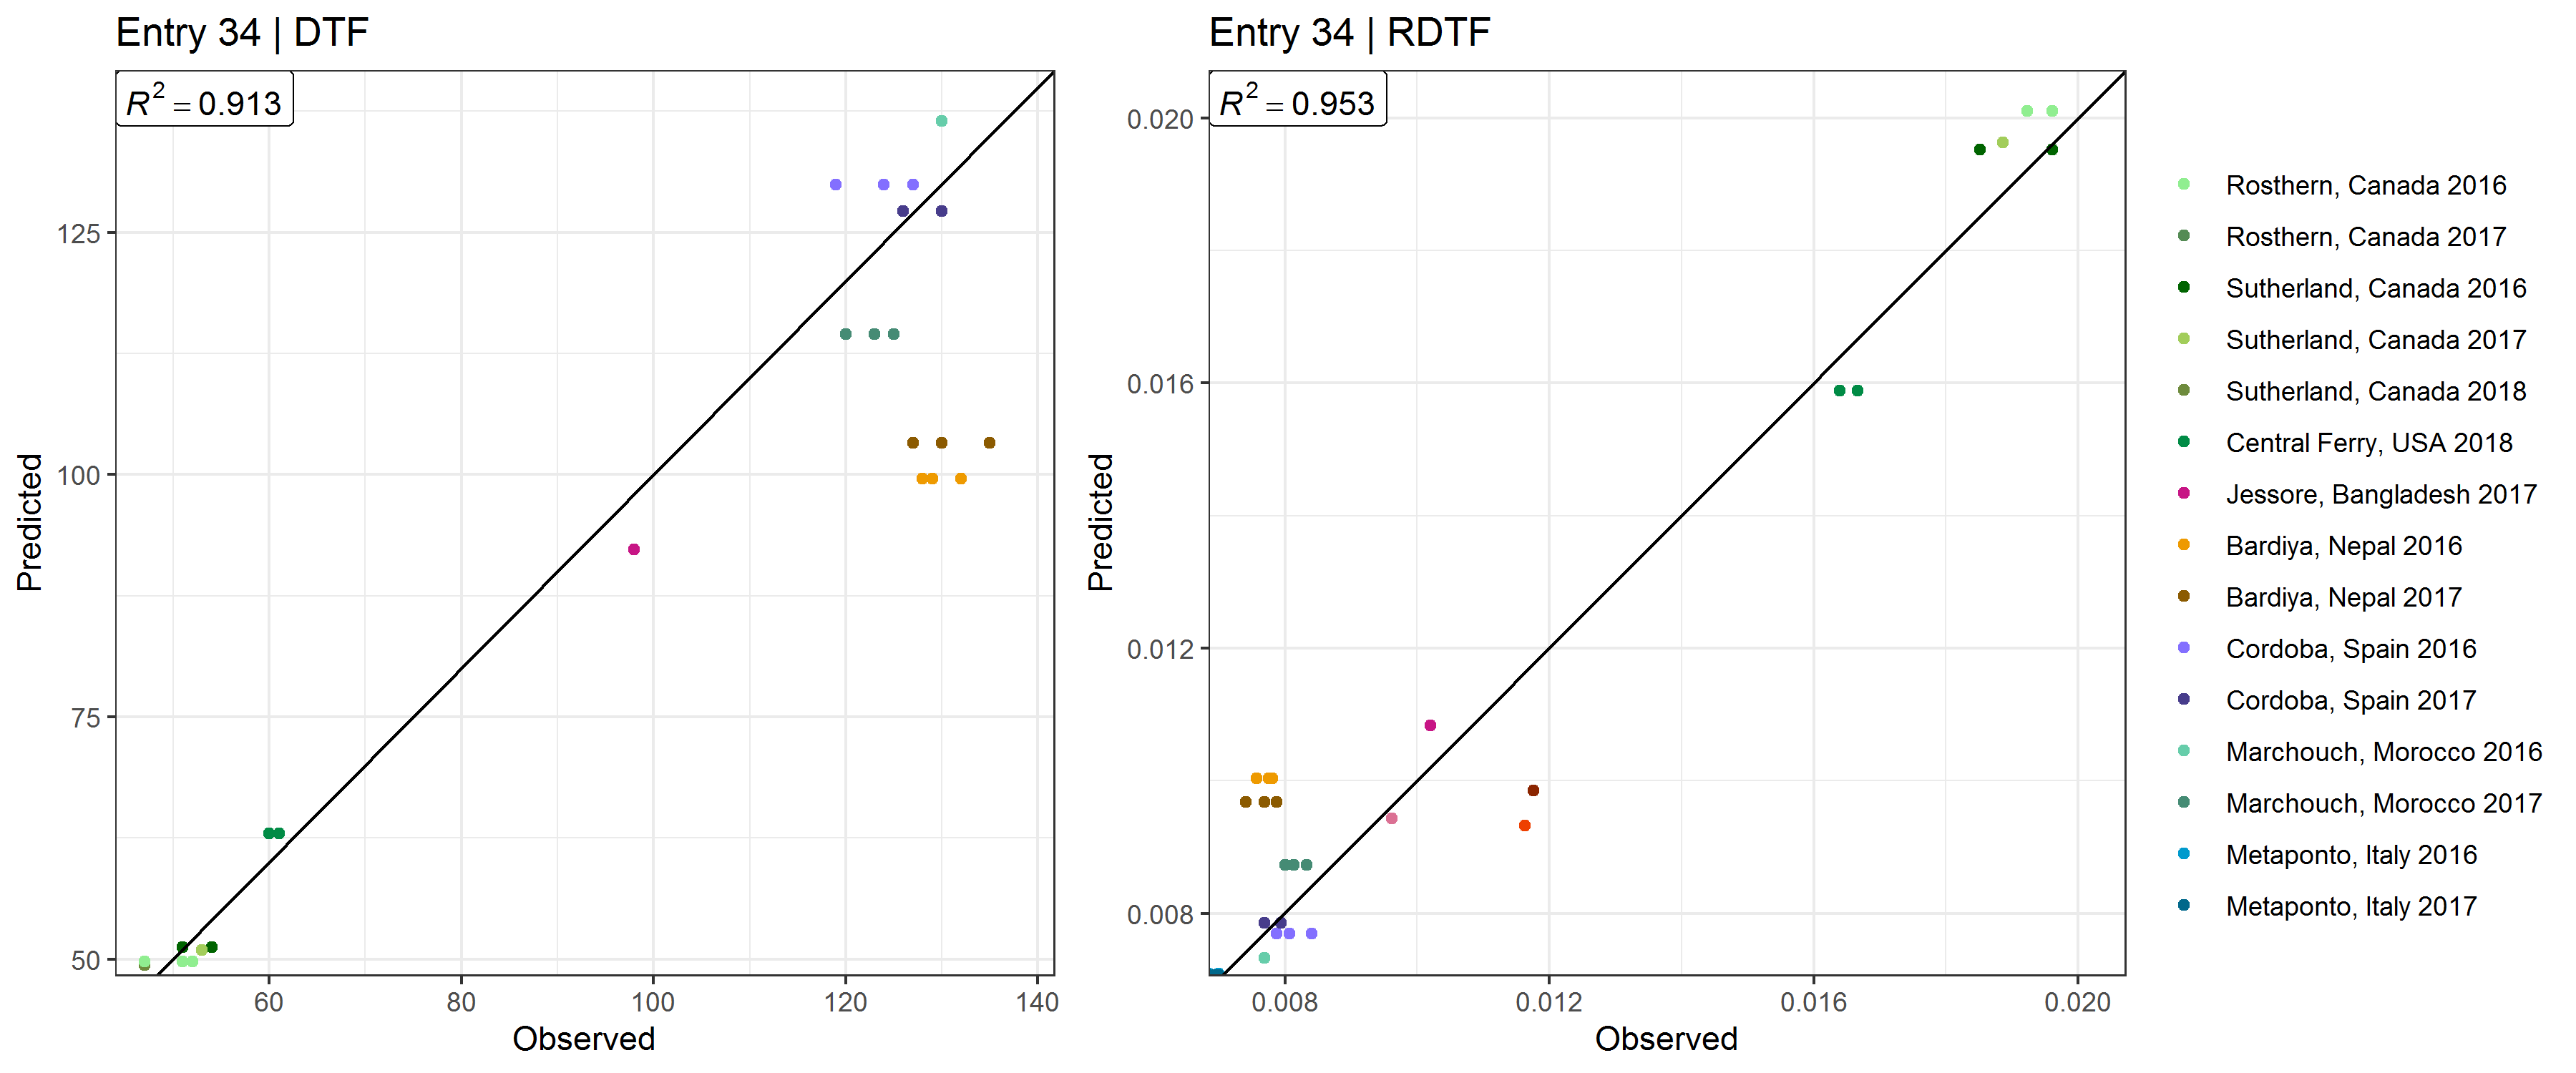 Entry 34 | DTF
R² = 0.913
125
100
75
50
60 80 100 120 140
Observed
Predicted
Entry 34 | RDTF
R² = 0.953
0.020
0.016
0.012
0.008
0.008 0.012 0.016 0.020
Observed
Predicted
Rosthern, Canada 2016
Rosthern, Canada 2017
Sutherland, Canada 2016
Sutherland, Canada 2017
Sutherland, Canada 2018
Central Ferry, USA 2018
Jessore, Bangladesh 2017
Bardiya, Nepal 2016
Bardiya, Nepal 2017
Cordoba, Spain 2016
Cordoba, Spain 2017
Marchouch, Morocco 2016
Marchouch, Morocco 2017
Metaponto, Italy 2016
Metaponto, Italy 2017